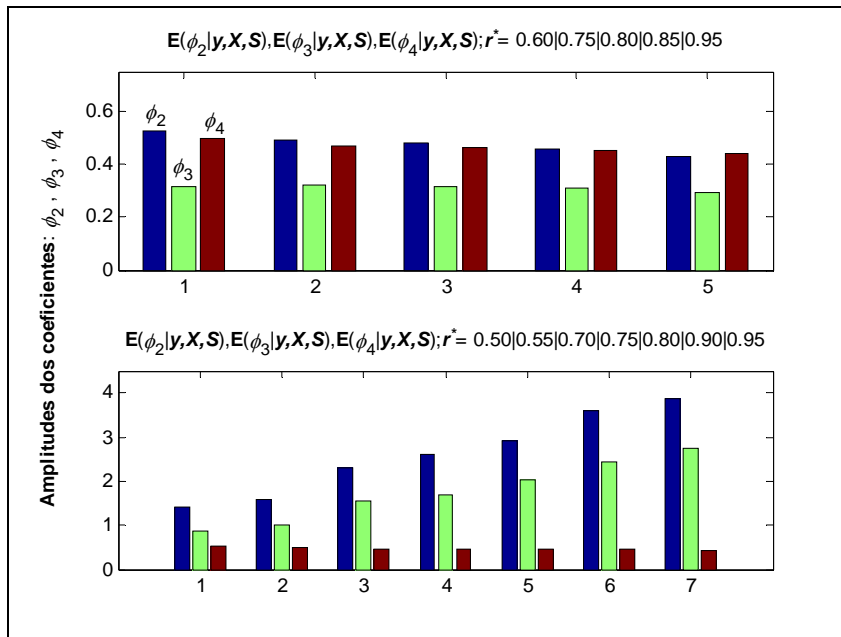 E(ϕ2|y,X,S),E(ϕ3|y,X,S),E(ϕ4|y,X,S);r*= 0.60|0.75|0.80|0.85|0.95
Amplitudes dos coeficientes: ϕ2 , ϕ3 , ϕ4
0.6
0.4
0.2
0
ϕ2
ϕ4
ϕ3
1 2 3 4 5
E(ϕ2|y,X,S),E(ϕ3|y,X,S),E(ϕ4|y,X,S);r*= 0.50|0.55|0.70|0.75|0.80|0.90|0.95
4
3
2
1
0
1 2 3 4 5 6 7